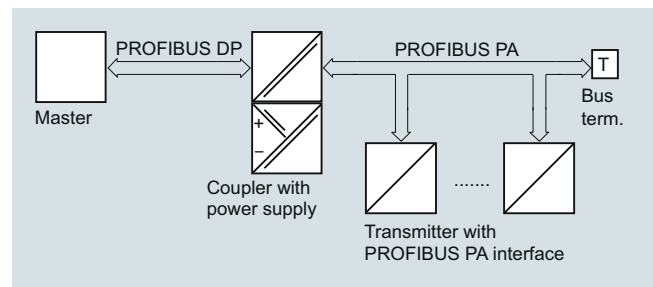 PROFIBUS DP
PROFIBUS PA
T
Master
Bus
term.
+
–
Coupler with
power supply
.......
Transmitter with
PROFIBUS PA interface